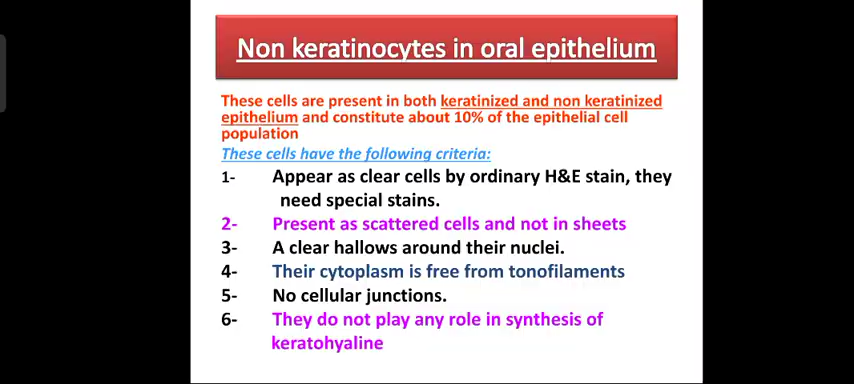 Non keratinocytes in oral epithelium
These cells are present in both keratinized and non keratinized
epithelium and constitute about 10% of the epithelial cell
population
These cells have the following criteria:
1- Appear as clear cells by ordinary H&E stain, they
need special stains.
2- Present as scattered cells and not in sheets
3- A clear hallows around their nuclei.
4- Their cytoplasm is free from tonofilaments
5- No cellular junctions.
6- They do not play any role in synthesis of
keratohyaline